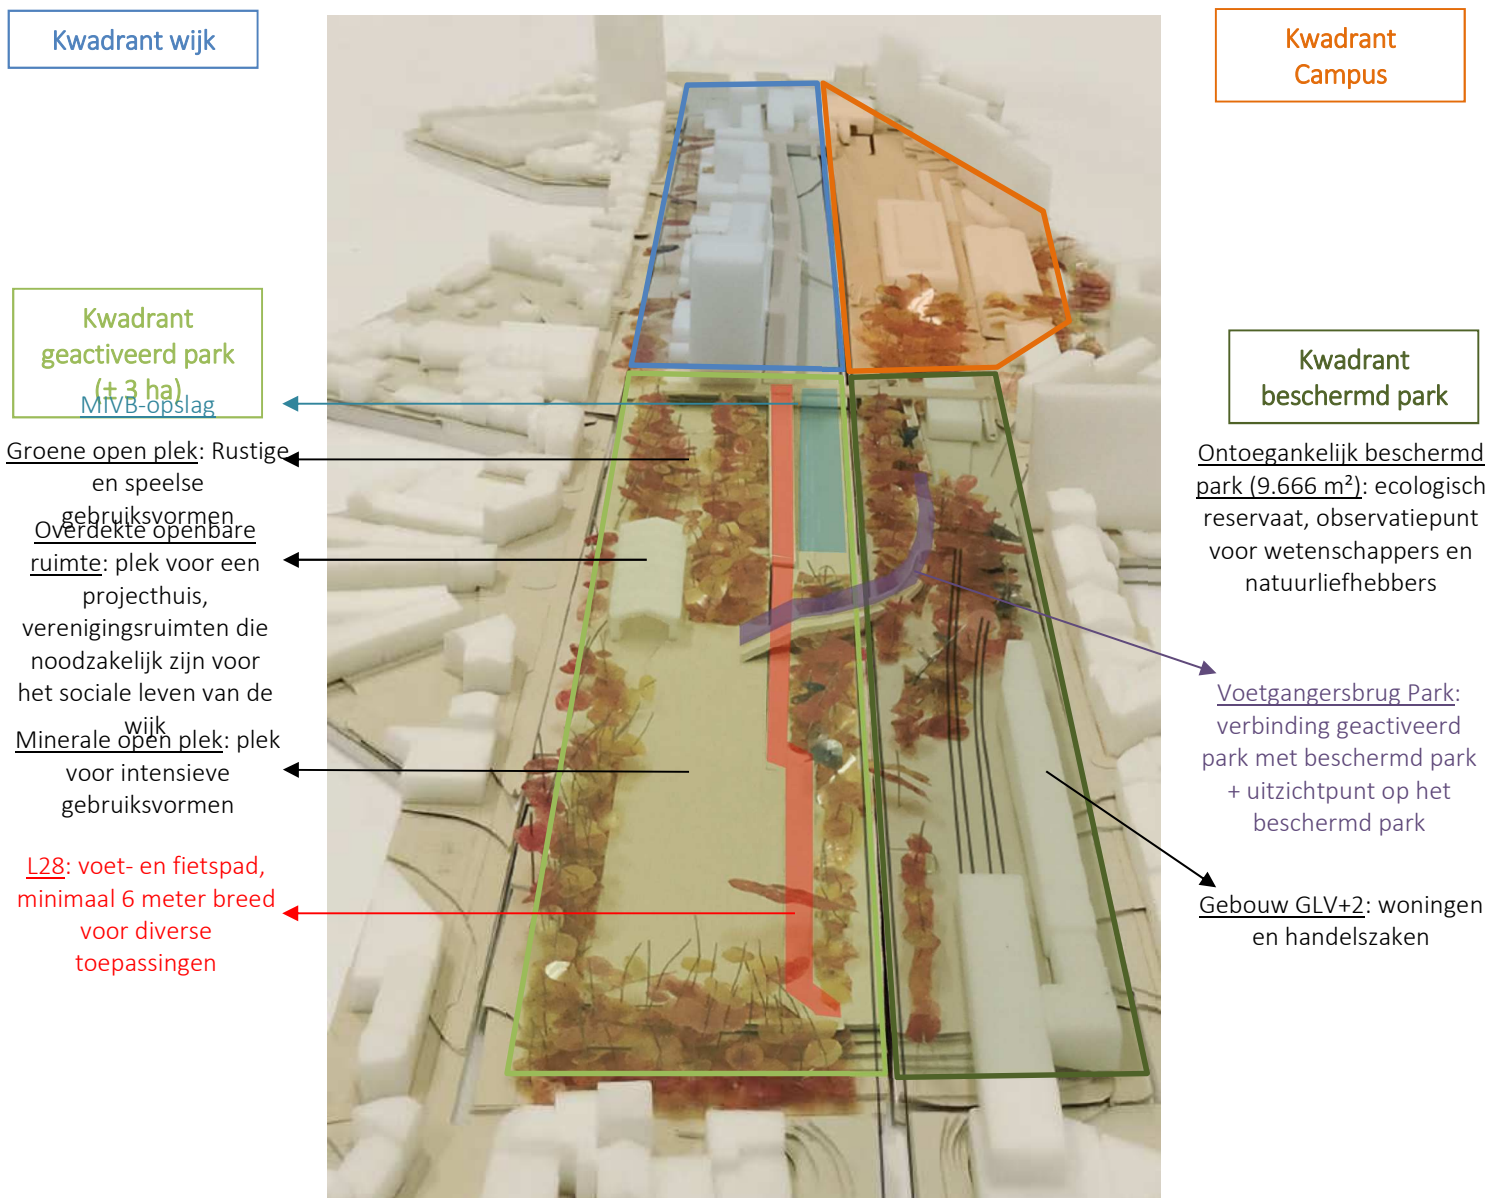 Kwadrant wijk
Kwadrant
Campus
Kwadrant
geactiveerd park
(± 3 ha)
MIVB-opslag
Groene open plek: Rustige
en speelse
gebruiksvormen
Overdekte openbare
ruimte: plek voor een
projecthuis,
verenigingsruimten die
noodzakelijk zijn voor
het sociale leven van de
wijk
Minerale open plek: plek
voor intensieve
gebruiksvormen
L28: voet- en fietspad,
minimaal 6 meter breed
voor diverse
toepassingen
Kwadrant
beschermd park
Ontoegankelijk beschermd
park (9.666 m²): ecologisch
reservaat, observatiepunt
voor wetenschappers en
natuurliefhebbers
Voetgangersbrug Park:
verbinding geactiveerd
park met beschermd park
+ uitzichtpunt op het
beschermd park
Gebouw GLV+2: woningen
en handelszaken